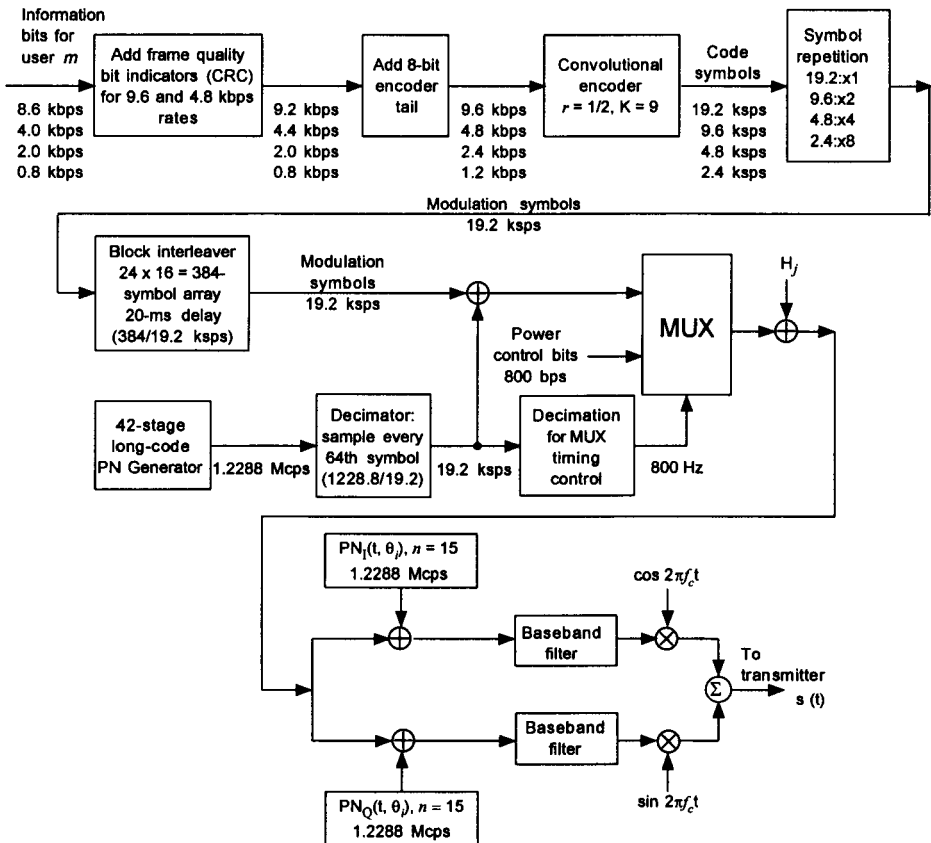 Information
bits for
user m
8.6 kbps
4.0 kbps
2.0 kbps
0.8 kbps
Add frame quality
bit indicators (CRC)
for 9.6 and 4.8 kbps
rates
9.2 kbps
4.4 kbps
2.0 kbps
0.8 kbps
Add 8-bit
encoder
tail
9.6 kbps
4.8 kbps
2.4 kbps
1.2 kbps
Convolutional
encoder
r = 1/2, K = 9
Code
symbols
19.2 ksps
9.6 ksps
4.8 ksps
2.4 ksps
Symbol
repetition
19.2:x1
9.6:x2
4.8:x4
2.4:x8
Modulation symbols
19.2 ksps
Block interleaver
24 x 16 = 384-
symbol array
20-ms delay
(384/19.2 ksps)
Modulation
symbols
19.2 ksps
Power
control bits
800 bps
MUX
H_j
42-stage
long-code
PN Generator
1.2288 Mcps
Decimator:
sample every
64th symbol
(1228.8/19.2)
19.2 ksps
Decimation
for MUX
timing
control
800 Hz
PN_I(t, θ_i), n = 15
1.2288 Mcps
cos 2πf_ct
Baseband
filter
Σ
To
transmitter
s (t)
Baseband
filter
sin 2πf_ct
PN_Q(t, θ_i), n = 15
1.2288 Mcps